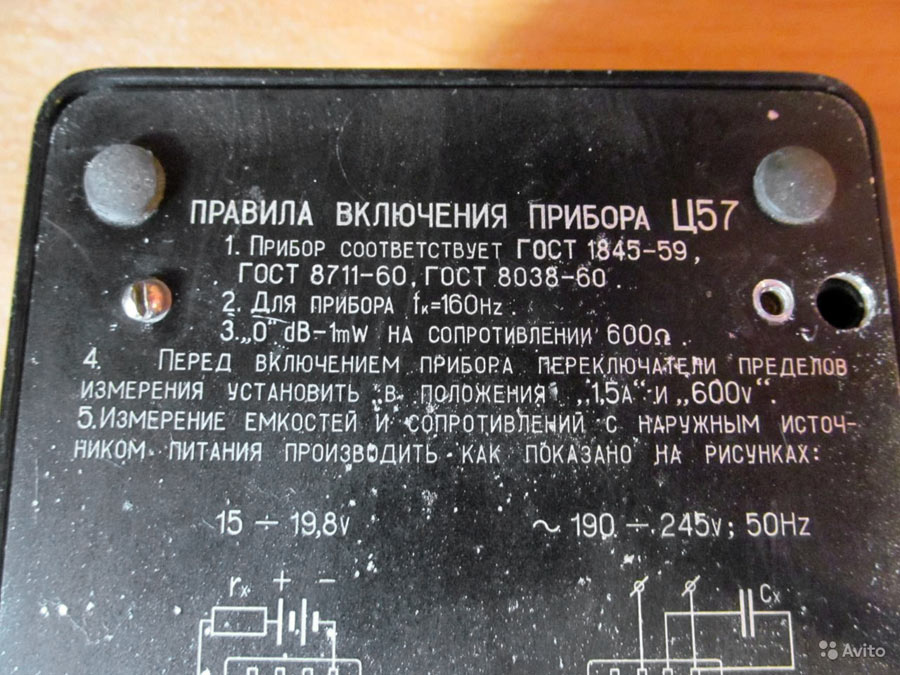 ПРАВИЛА ВКЛЮЧЕНИЯ ПРИБОРА Ц57
1. ПРИБОР СООТВЕТСТВУЕТ ГОСТ 1845-59,
ГОСТ 8711-60, ГОСТ 8038-60.
2. ДЛЯ ПРИБОРА fк=160Hz.
3. „0“ dB-1mW НА СОПРОТИВЛЕНИИ 600Ω.
4. ПЕРЕД ВКЛЮЧЕНИЕМ ПРИБОРА ПЕРЕКЛЮЧАТЕЛИ ПРЕДЕЛОВ
ИЗМЕРЕНИЯ УСТАНОВИТЬ В ПОЛОЖЕНИЯ „1,5А“ И „600V“.
5. ИЗМЕРЕНИЕ ЕМКОСТЕЙ И СОПРОТИВЛЕНИЙ С НАРУЖНЫМ ИСТОЧ-
НИКОМ ПИТАНИЯ ПРОИЗВОДИТЬ КАК ПОКАЗАНО НА РИСУНКАХ:
15 ÷ 19,8V
~ 190 ÷ 245V; 50Hz
rx + -
Cx
Avito